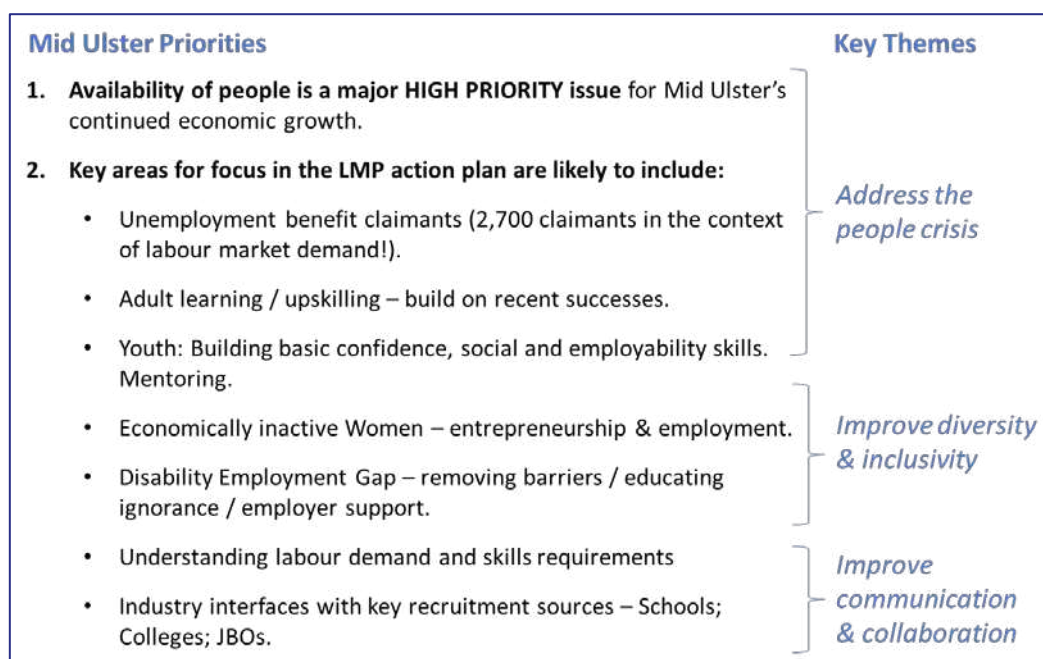 Mid Ulster Priorities
Key Themes
1. Availability of people is a major HIGH PRIORITY issue for Mid Ulster's
continued economic growth.
2. Key areas for focus in the LMP action plan are likely to include:
• Unemployment benefit claimants (2,700 claimants in the context
of labour market demand!).
• Adult learning / upskilling – build on recent successes.
• Youth: Building basic confidence, social and employability skills.
Mentoring.
Address the
people crisis
• Economically inactive Women – entrepreneurship & employment.
• Disability Employment Gap – removing barriers / educating
ignorance / employer support.
Improve diversity
& inclusivity
• Understanding labour demand and skills requirements
• Industry interfaces with key recruitment sources – Schools;
Colleges; JBOs.
Improve
communication
& collaboration